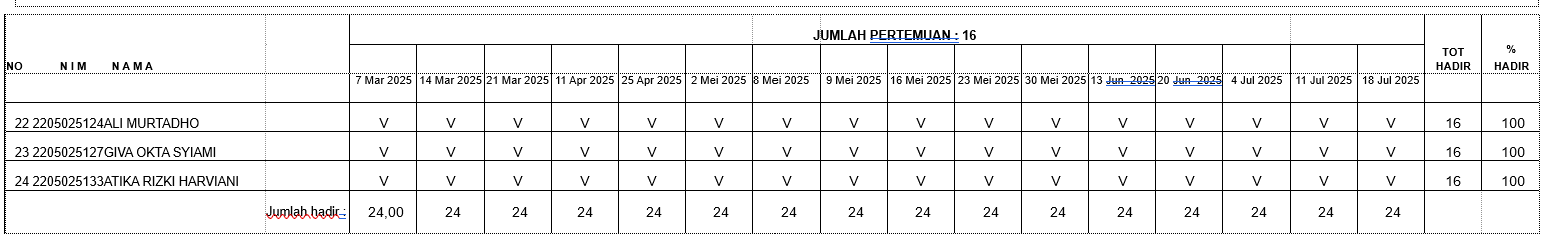 JUMLAH PERTEMUAN : 16
NO N I M N A M A TOT HADIR % HADIR
7 Mar 2025 14 Mar 2025 21 Mar 2025 11 Apr 2025 25 Apr 2025 2 Mei 2025 8 Mei 2025 9 Mei 2025 16 Mei 2025 23 Mei 2025 30 Mei 2025 13 Jun 2025 20 Jun 2025 4 Jul 2025 11 Jul 2025 18 Jul 2025
22 2205025124ALI MURTADHO V V V V V V V V V V V V V V V V 16 100
23 2205025127GIVA OKTA SYIAMI V V V V V V V V V V V V V V V V 16 100
24 2205025133ATIKA RIZKI HARVIANI V V V V V V V V V V V V V V V V 16 100
Jumlah hadir : 24,00 24 24 24 24 24 24 24 24 24 24 24 24 24 24 24